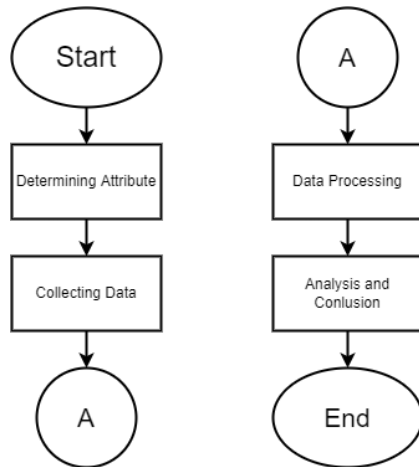 Start
Determining Attribute
Collecting Data
A
A
Data Processing
Analysis and
Conlusion
End